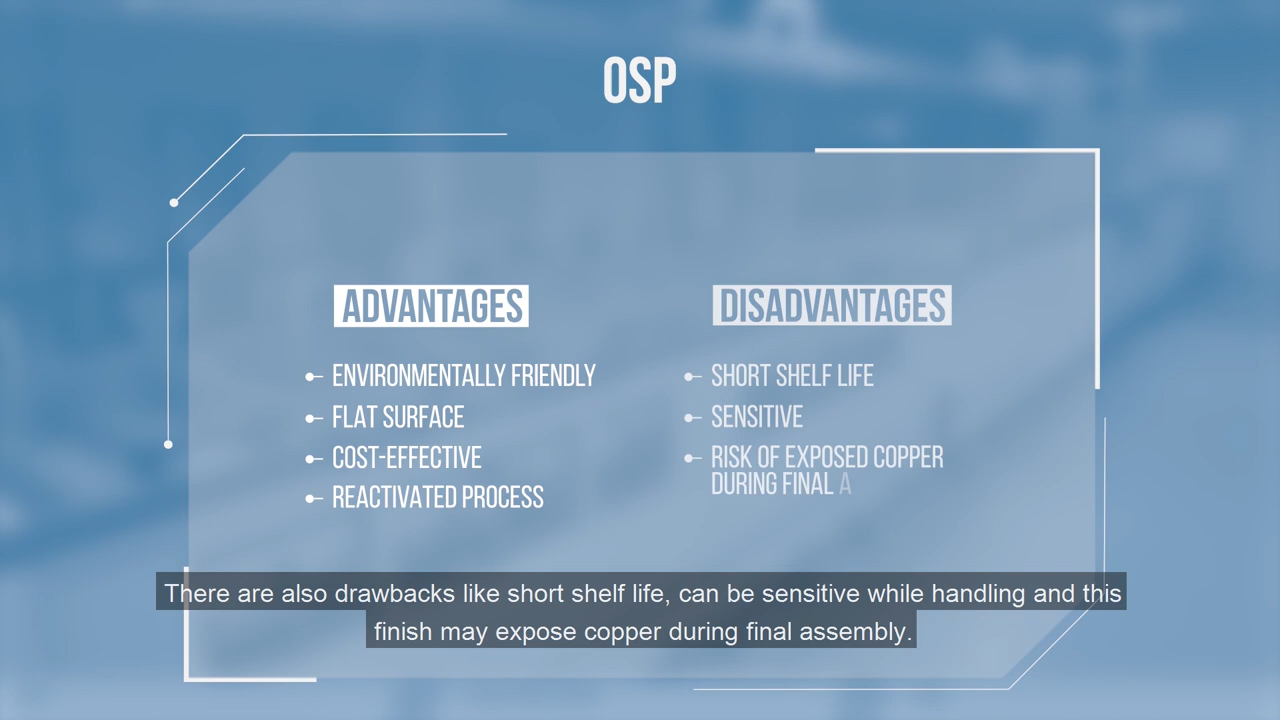 OSP
ADVANTAGES
ENVIRONMENTALLY FRIENDLY
FLAT SURFACE
COST-EFFECTIVE
REACTIVATED PROCESS
DISADVANTAGES
SHORT SHELF LIFE
SENSITIVE
RISK OF EXPOSED COPPER
DURING FINAL A
There are also drawbacks like short shelf life, can be sensitive while handling and this
finish may expose copper during final assembly.